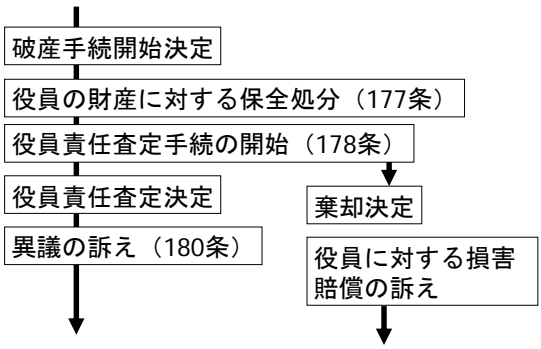 破産手続開始決定
役員の財産に対する保全処分（177条）
役員責任査定手続の開始（178条）
役員責任査定決定
棄却決定
異議の訴え（180条）
役員に対する損害
賠償の訴え